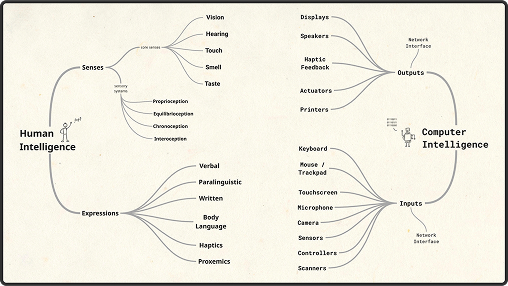 Vision
Hearing
Touch
Smell
Taste
core senses
Senses
sensory
systems
Proprioception
Equilibrioception
Chronoception
Interoception
Human
Intelligence
Expressions
Verbal
Paralinguistic
Written
Body
Language
Haptics
Proxemics
Displays
Speakers
Haptic
Feedback
Actuators
Printers
Network
Interface
Outputs
Computer
Intelligence
Keyboard
Mouse /
Trackpad
Touchscreen
Microphone
Camera
Sensors
Controllers
Scanners
Inputs
Network
Interface